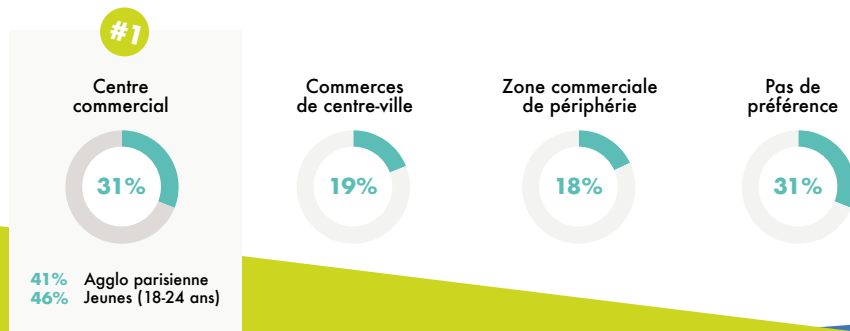 #1
Centre
commercial
31%
41% Agglo parisienne
46% Jeunes (18-24 ans)
Commerces
de centre-ville
19%
Zone commerciale
de périphérie
18%
Pas de
préférence
31%